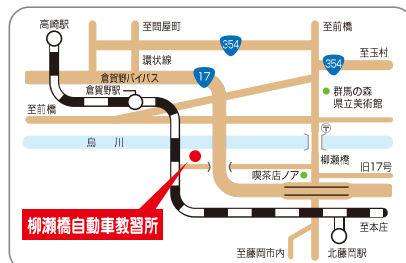 高崎駅
至問屋町
354
至前橋
環状線
至玉村
354
倉賀野バイパス
17
倉賀野駅
群馬の森
県立美術館
至前橋
〒
烏川
柳瀬橋
旧17号
喫茶店ノア
柳瀬橋自動車教習所
至本庄
至藤岡市内
北藤岡駅